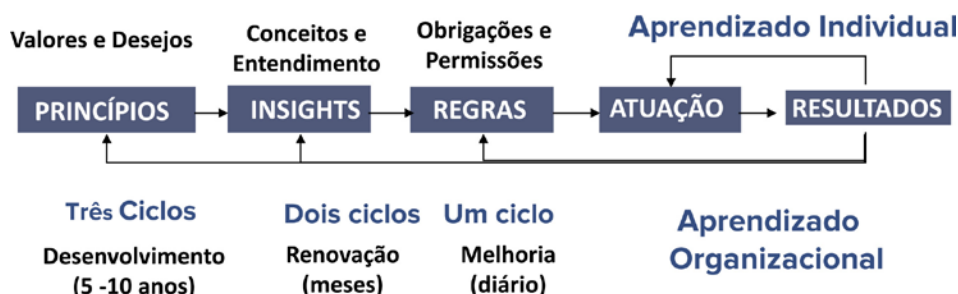 Valores e Desejos
Conceitos e
Entendimento
Obrigações e
Permissões
Aprendizado Individual
PRINCÍPIOS
INSIGHTS
REGRAS
ATUAÇÃO
RESULTADOS
Três Ciclos
Desenvolvimento
(5 -10 anos)
Dois ciclos
Renovação
(meses)
Um ciclo
Melhoria
(diário)
Aprendizado
Organizacional